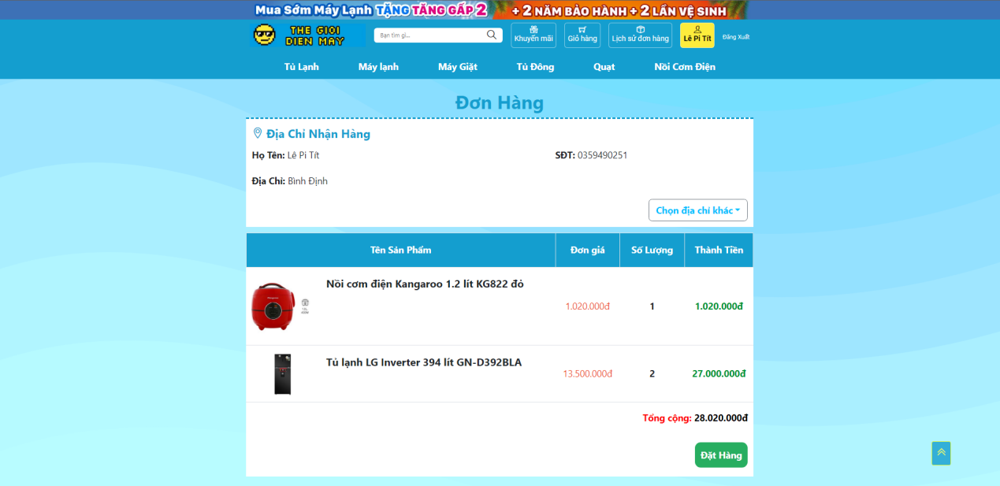 Mua Sớm Máy Lạnh TẶNG TĂNG GẤP 2 + 2 NĂM BẢO HÀNH + 2 LẦN VỆ SINH
THE GIOI
DIEN MAY
Bạn tìm gì...
Khuyến mãi
Giỏ hàng
Lịch sử đơn hàng
Lê Pi Tít
Đăng Xuất
Tủ Lạnh Máy lạnh Máy Giặt Tủ Đông Quạt Nồi Cơm Điện
Đơn Hàng
Địa Chỉ Nhận Hàng
Họ Tên: Lê Pi Tít SĐT: 0359490251
Địa Chỉ: Bình Định
Chọn địa chỉ khác
Tên Sản Phẩm Đơn giá Số Lượng Thành Tiền
Nồi cơm điện Kangaroo 1.2 lít KG822 đỏ
1.020.000đ 1 1.020.000đ
Tủ lạnh LG Inverter 394 lít GN-D392BLA
13.500.000đ 2 27.000.000đ
Tổng cộng: 28.020.000đ
Đặt Hàng